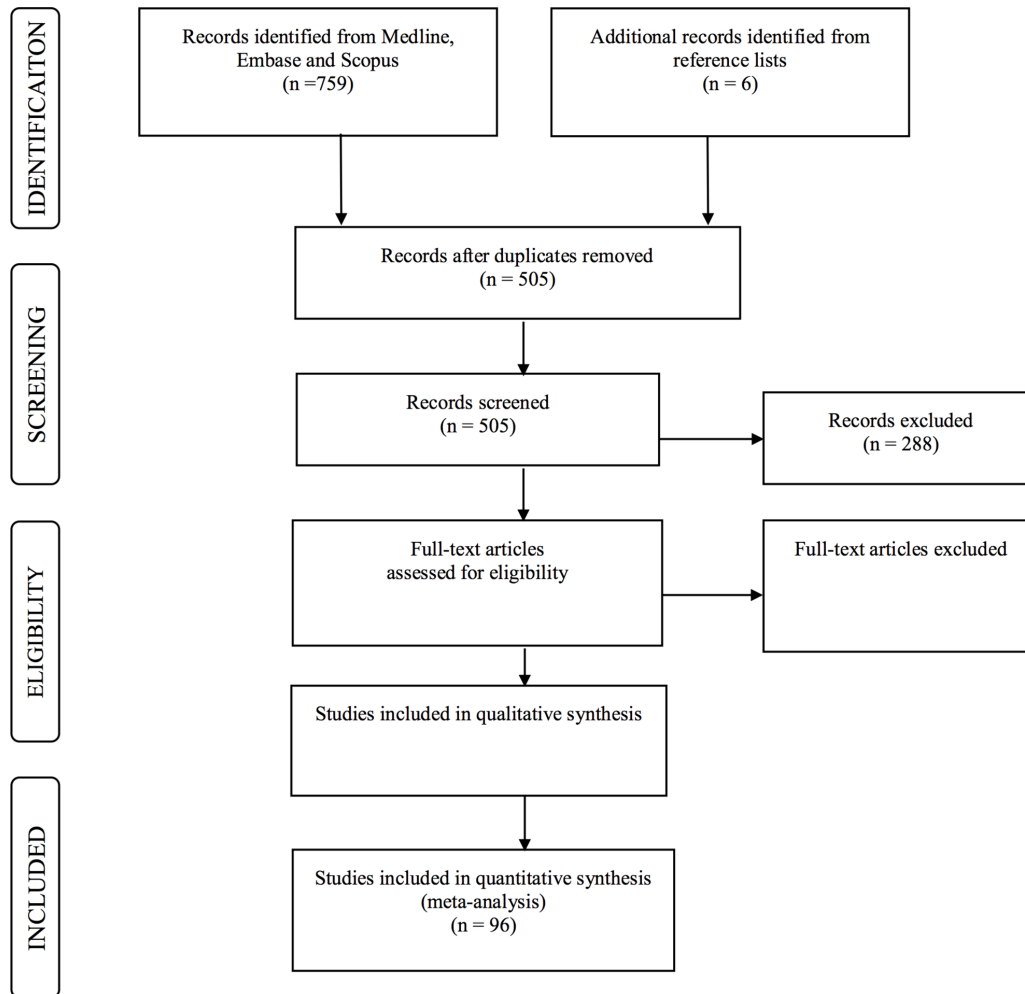 IDENTIFICAITON
Records identified from Medline,
Embase and Scopus
(n =759)
Additional records identified from
reference lists
(n = 6)
Records after duplicates removed
(n = 505)
SCREENING
Records screened
(n = 505)
Records excluded
(n = 288)
ELIGIBILITY
Full-text articles
assessed for eligibility
Full-text articles excluded
Studies included in qualitative synthesis
INCLUDED
Studies included in quantitative synthesis
(meta-analysis)
(n = 96)